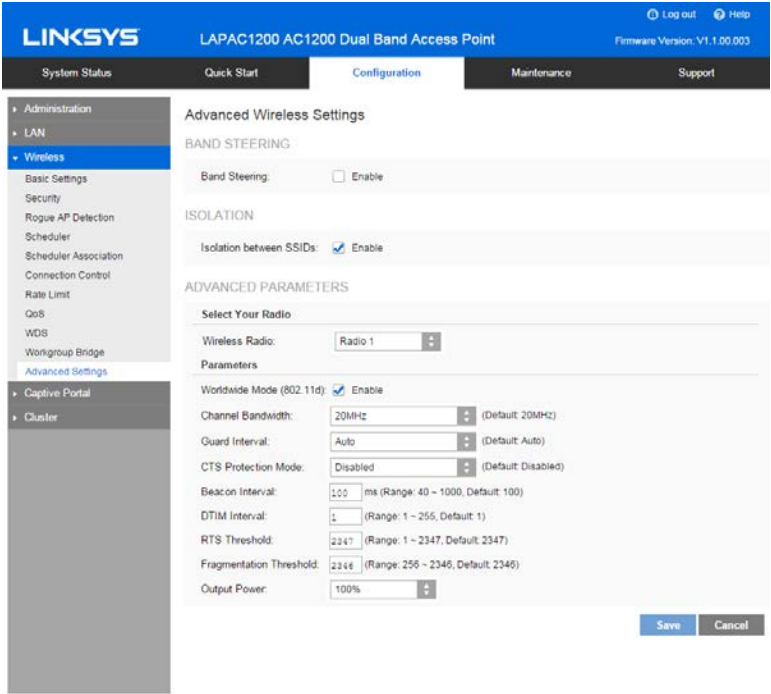 Log out Help
LINKSYS LAPAC1200 AC1200 Dual Band Access Point Firmware Version: V1.1.00.003
System Status Quick Start Configuration Maintenance Support
Administration
LAN
Wireless
Basic Settings
Security
Rogue AP Detection
Scheduler
Scheduler Association
Connection Control
Rate Limit
QoS
WDS
Workgroup Bridge
Advanced Settings
Captive Portal
Cluster
Advanced Wireless Settings
BAND STEERING
Band Steering: Enable
ISOLATION
Isolation between SSIDs: Enable
ADVANCED PARAMETERS
Select Your Radio
Wireless Radio: Radio 1
Parameters
Worldwide Mode (802.11d): Enable
Channel Bandwidth: 20MHz (Default: 20MHz)
Guard Interval: Auto (Default: Auto)
CTS Protection Mode: Disabled (Default: Disabled)
Beacon Interval: 100 ms (Range: 40 ~ 1000, Default: 100)
DTIM Interval: 1 (Range: 1 ~ 255, Default: 1)
RTS Threshold: 2347 (Range: 1 ~ 2347, Default: 2347)
Fragmentation Threshold: 2346 (Range: 256 ~ 2346, Default: 2346)
Output Power: 100%
Save Cancel